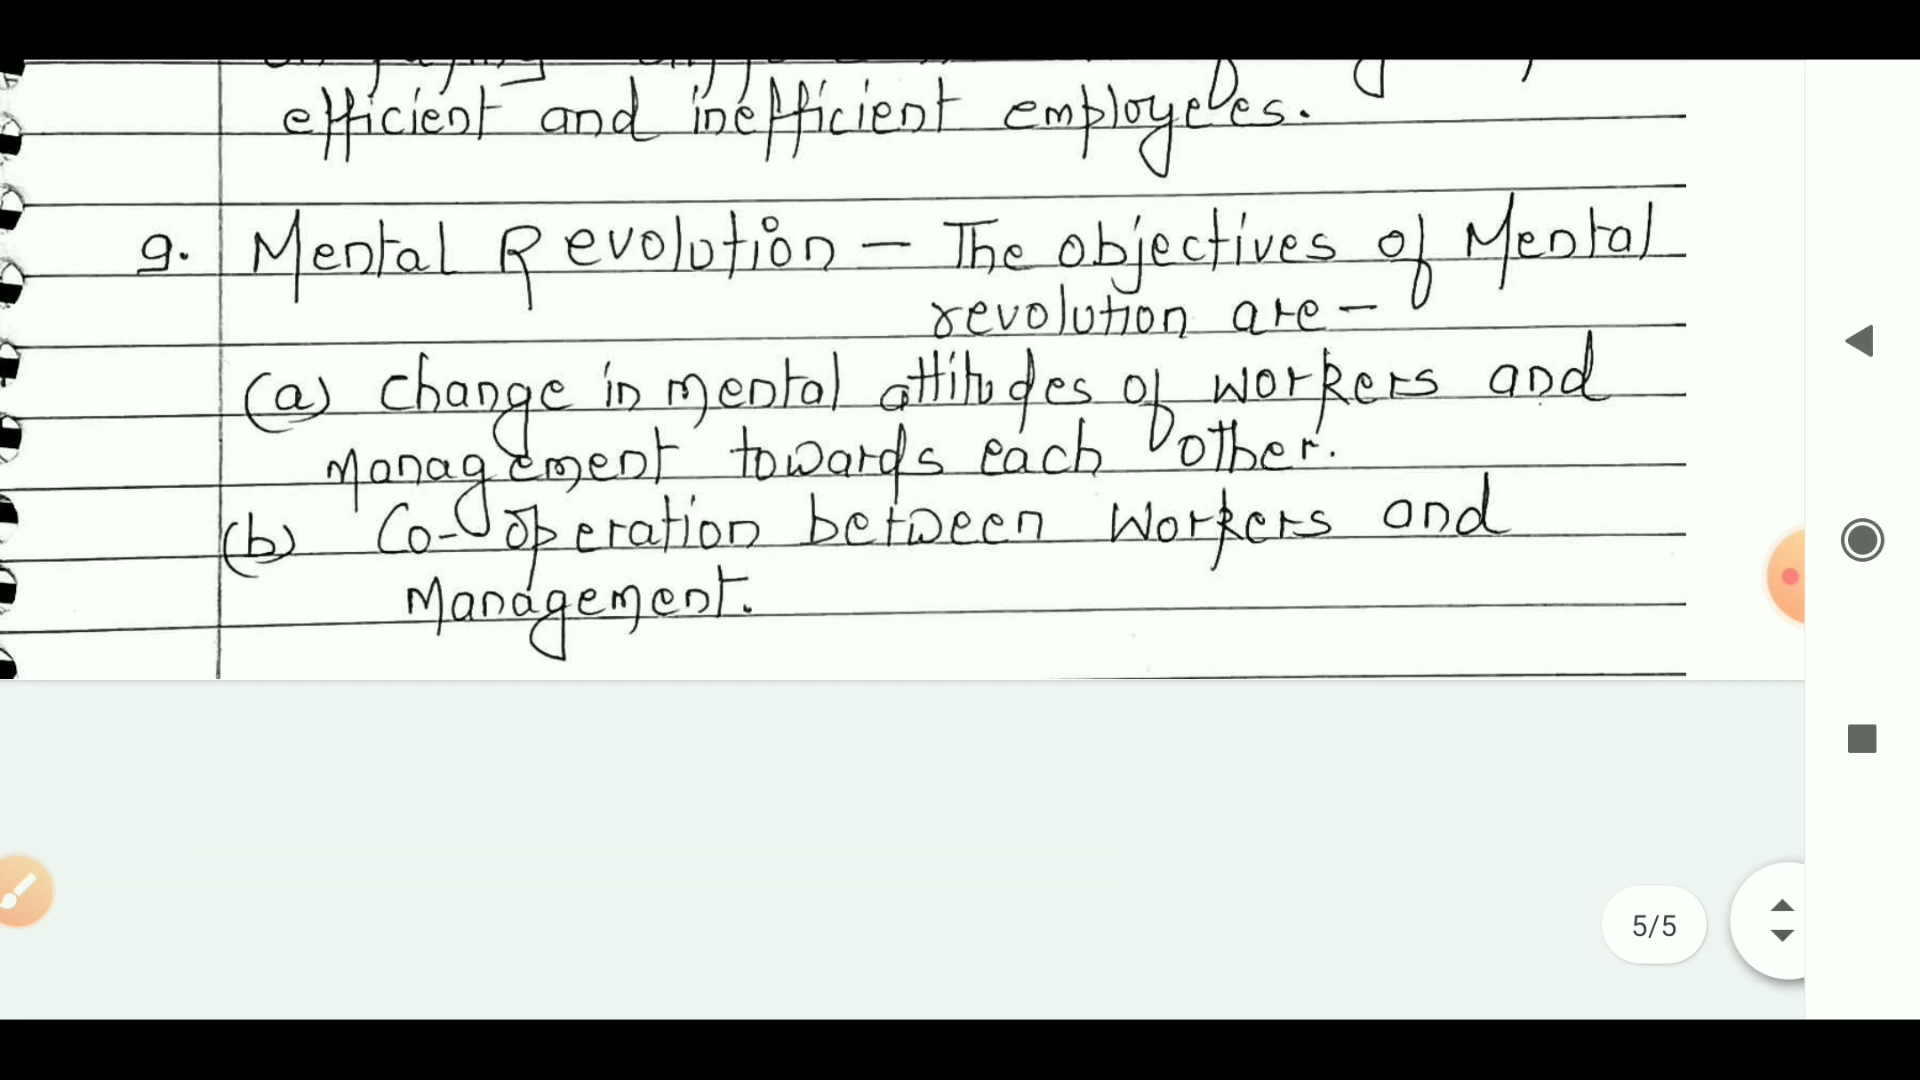 efficient and inefficient employees.
9. Mental Revolution – The objectives of Mental
revolution are –
(a) change in mental attitudes of workers and
management towards each other.
(b) Co-operation between Workers and
Management.
5/5